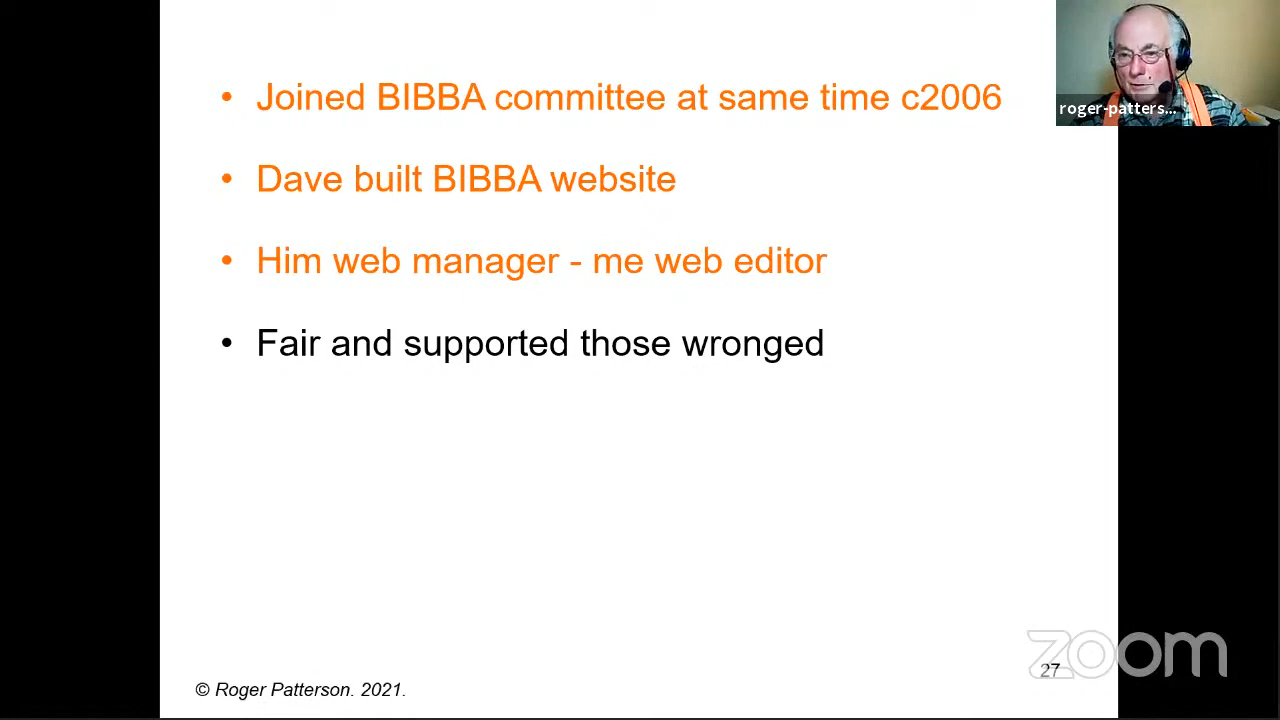 • Joined BIBBA committee at same time c2006
• Dave built BIBBA website
• Him web manager - me web editor
• Fair and supported those wronged
roger-patters...
© Roger Patterson. 2021.
27
zoom